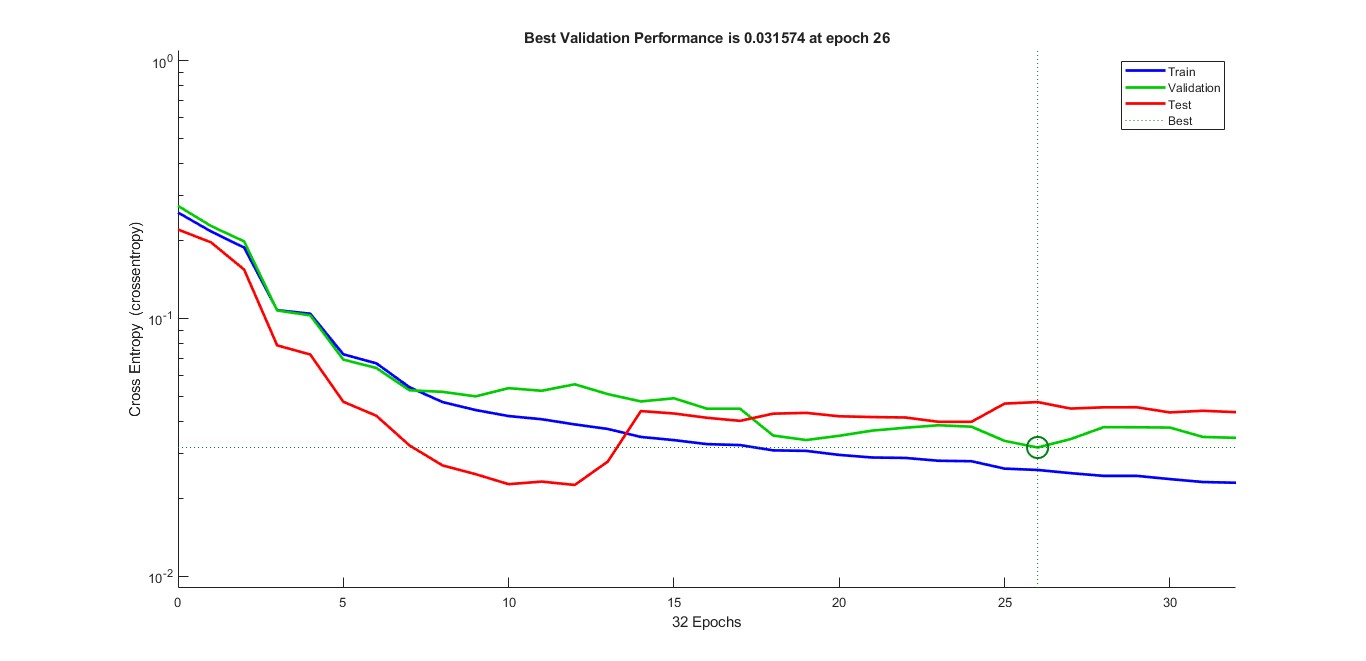 Best Validation Performance is 0.031574 at epoch 26
10^0
10^-1
10^-2
Cross Entropy (crossentropy)
Train
Validation
Test
Best
0 5 10 15 20 25 30
32 Epochs